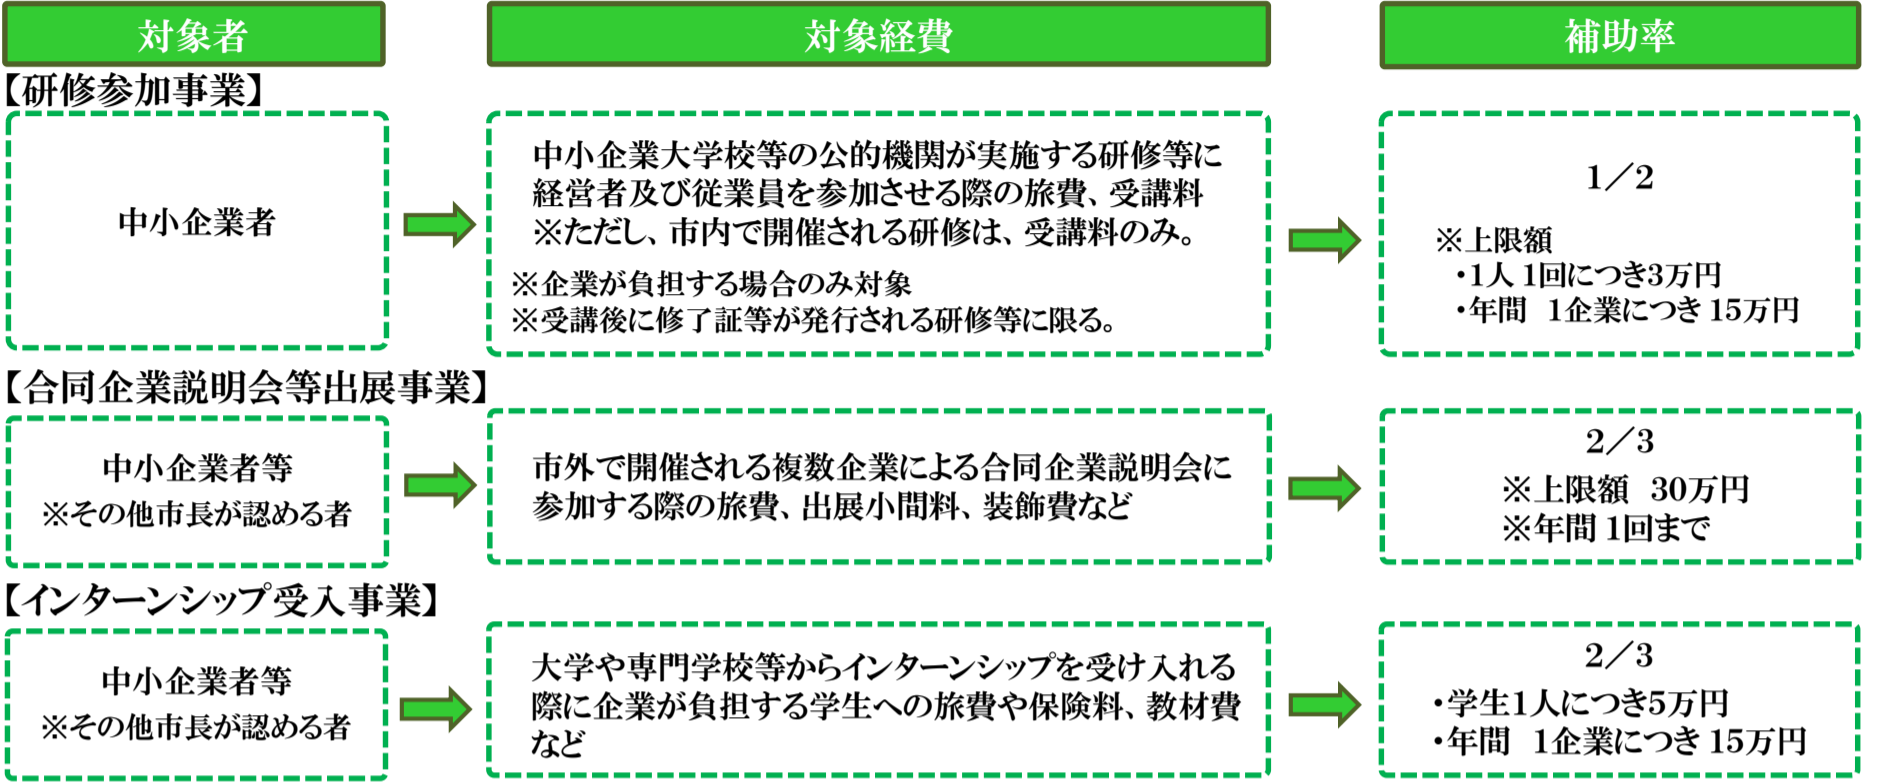 対象者
対象経費
補助率
【研修参加事業】
中小企業者
中小企業大学校等の公的機関が実施する研修等に
経営者及び従業員を参加させる際の旅費、受講料
※ただし、市内で開催される研修は、受講料のみ。
※企業が負担する場合のみ対象
※受講後に修了証等が発行される研修等に限る。
1／2
※上限額
・1人 1回につき3万円
・年間　1企業につき 15万円
【合同企業説明会等出展事業】
中小企業者等
※その他市長が認める者
市外で開催される複数企業による合同企業説明会に
参加する際の旅費、出展小間料、装飾費など
2／3
※上限額　30万円
※年間 1回まで
【インターンシップ受入事業】
中小企業者等
※その他市長が認める者
大学や専門学校等からインターンシップを受け入れる
際に企業が負担する学生への旅費や保険料、教材費
など
2／3
・学生1人につき5万円
・年間　1企業につき 15万円